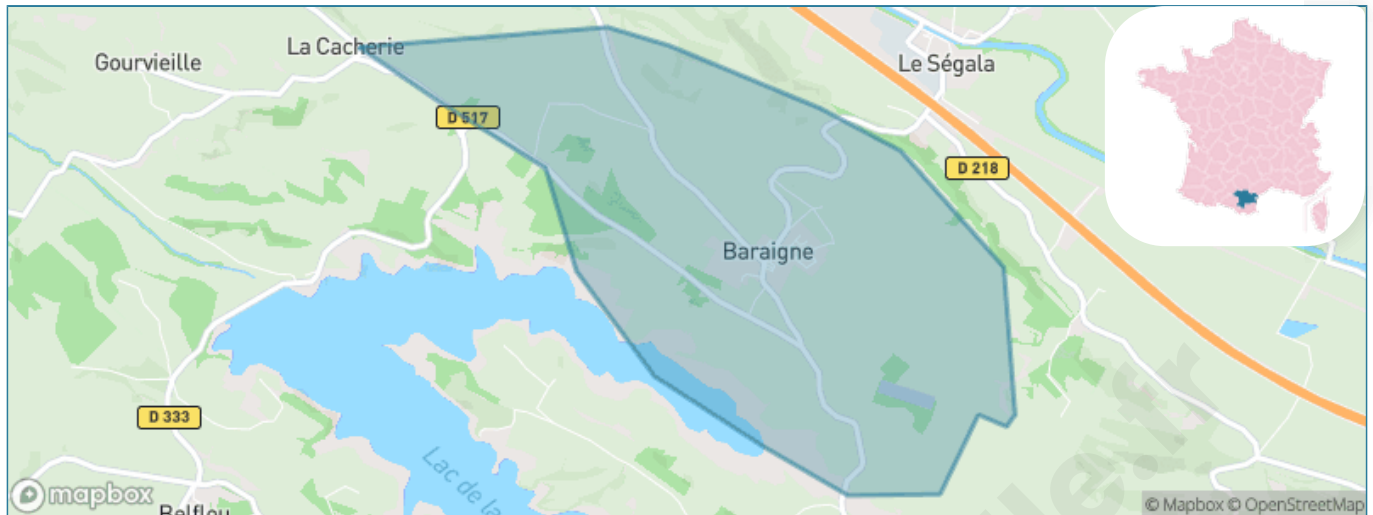 La Cacherie
Gourvieille
Le Ségala
D 517
D 218
Baraigne
D 333
Lac de la
mapbox
Belflou
© Mapbox © OpenStreetMap